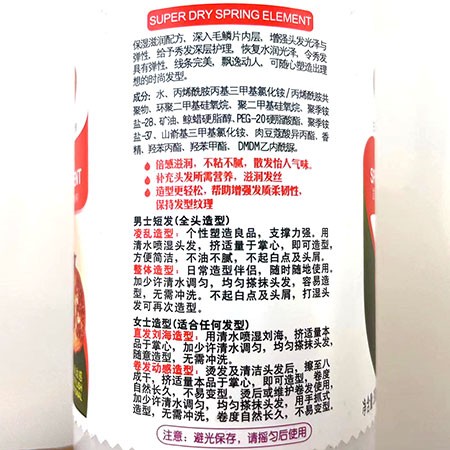 SUPER DRY SPRING ELEMENT
保湿滋润配方、深入毛鳞片内层，增强头发光泽与
弹性，给予秀发深层护理，恢复水润光泽，令秀发
具有弹性，线条完美，飘逸动人，可随心塑造出理
想的时尚发型。
成分：水、丙烯酰胺丙基三甲基氯化铵/丙烯酰胺共
聚物、环聚二甲基硅氧烷、聚二甲基硅氧烷、聚季铵
盐-28、矿油、鲸蜡硬脂醇、PEG-20硬脂酸酯、聚季铵
盐-37、山嵛基三甲基氯化铵、肉豆蔻酸异丙酯、香
精、羟苯丙酯、羟苯甲酯、DMDM乙内酰脲。
● 倍感滋润，不粘不腻，散发怡人气味。
● 补充头发所需营养，滋润发丝
● 造型更轻松，帮助增强发质柔韧性，
保持发型纹理
男士短发（全头造型）
凌乱造型：个性塑造良品，支撑力强。用
清水喷湿头发，挤适量于掌心，即可造型，
方便简洁，不油不腻，不起白点及头屑，
整体造型：日常造型伴侣，随时随地使用。
加少许清水调匀，均匀搽抹头发，容易造
型，无需冲洗。不起白点及头屑，打湿头
发可再次造型。
女士造型（适合任何发型）
直发刘海造型：用清水喷湿刘海，挤适量本
品于掌心，加少许清水调匀，均匀搽抹头发，
随意造型，无需冲洗。
卷发动感造型：烫发及清洁头发后，擦至八
成干，挤适量本品于掌心，即可造型，卷度
自然长久，不易变型。烫后或维护卷发使用，
加少许清水调匀，均匀搽抹头发，用手抓式
造型，无需冲洗。卷度自然长久，不易变型。
注意：避光保存，请摇匀后使用